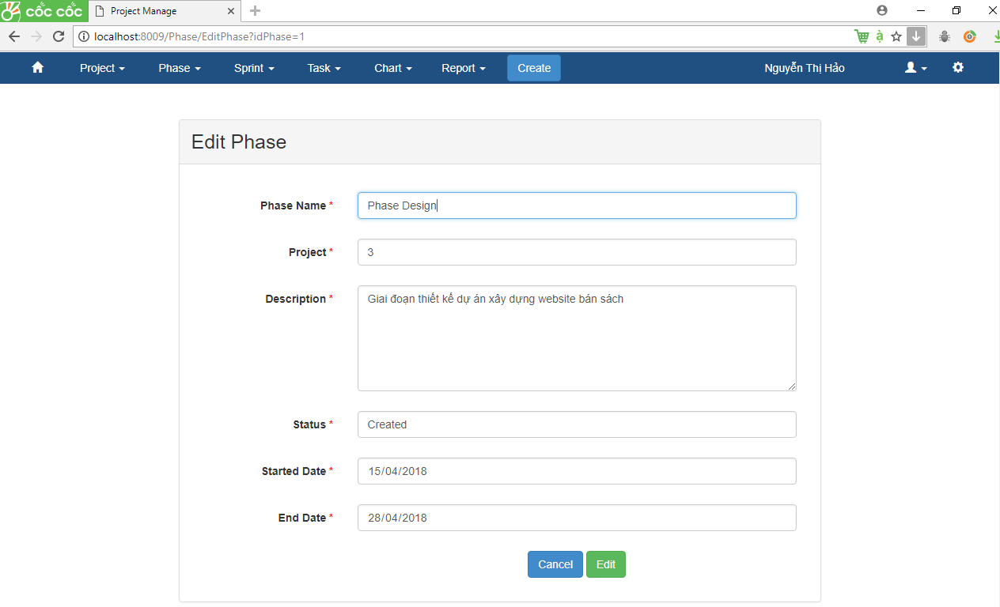 cốc cốc Project Manage
localhost:8009/Phase/EditPhase?idPhase=1
Project Phase Sprint Task Chart Report Create Nguyễn Thị Hảo
Edit Phase
Phase Name * Phase Design
Project * 3
Description * Giai đoạn thiết kế dự án xây dựng website bán sách
Status * Created
Started Date * 15/04/2018
End Date * 28/04/2018
Cancel Edit